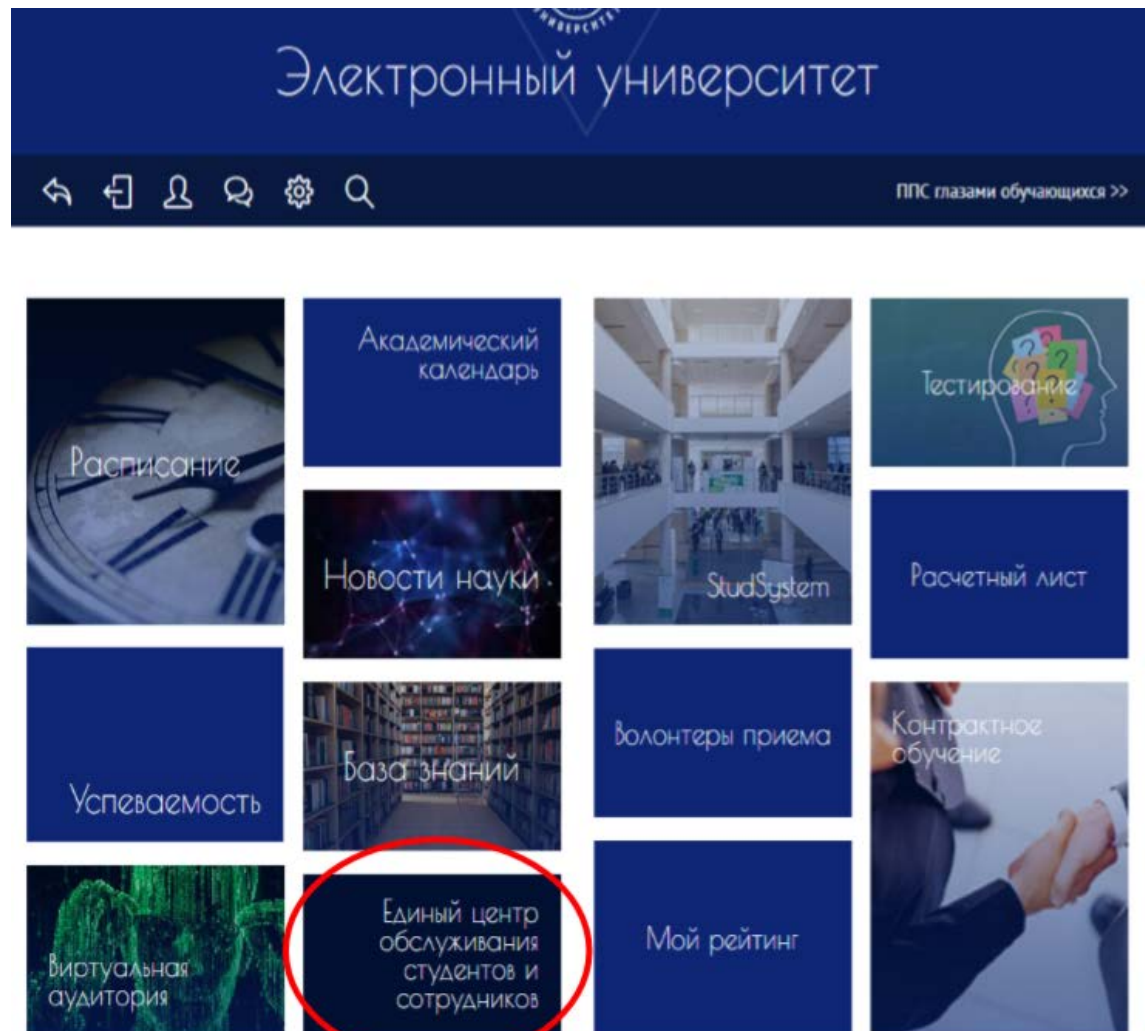 УНИВЕРСИТЕТ
Электронный университет
ППС глазами обучающихся >>
Расписание
Академический
календарь
StudSystem
Тестирование
Новости науки
Расчетный лист
Успеваемость
База знаний
Волонтеры приема
Контрактное
обучение
Виртуальная
аудитория
Единый центр
обслуживания
студентов и
сотрудников
Мой рейтинг